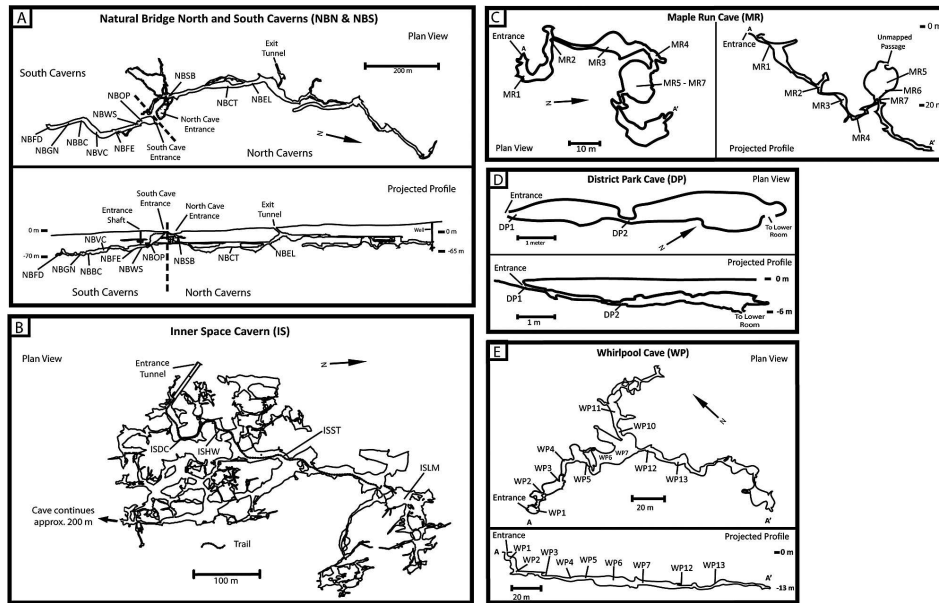 A
Natural Bridge North and South Caverns (NBN & NBS)
Plan View
Exit
Tunnel
200 m
South Caverns
NBSB
NBOP
NBWS
NBCT
NBEL
North Cave
Entrance
NBFD
NBGN
NBBC
NBVC
NBFE
South Cave
Entrance
N
North Caverns
Projected Profile
South Cave
Entrance
North Cave
Entrance
Exit
Tunnel
Entrance
Shaft
0 m
NBVC
Well
0 m
-70 m
NBFD
NBGN
NBBC
NBFE
NBWS
NBOP
NBSB
NBCT
NBEL
-65 m
South Caverns
North Caverns
B
Inner Space Cavern (IS)
Plan View
Entrance
Tunnel
N
ISDC
ISHW
ISST
ISLM
Cave continues
approx. 200 m
Trail
100 m
C
Maple Run Cave (MR)
Plan View
A
Entrance
MR1
MR2
MR3
MR4
MR5 - MR7
N
A'
10 m
Plan View
A
Entrance
0 m
Unmapped
Passage
MR1
MR2
MR3
MR4
MR5
MR6
MR7
20 m
A'
Projected Profile
D
District Park Cave (DP)
Plan View
Entrance
DP1
DP2
1 meter
N
To Lower
Room
Projected Profile
Entrance
0 m
DP1
DP2
1 m
To Lower
Room
-6 m
E
Whirlpool Cave (WP)
Plan View
N
WP11
WP10
WP4
WP3
WP2
WP5
WP6
WP7
WP12
WP13
Entrance
WP1
A
20 m
A'
Projected Profile
Entrance
A
WP1
WP2
WP3
WP4
WP5
WP6
WP7
WP12
WP13
0 m
A'
-13 m
20 m